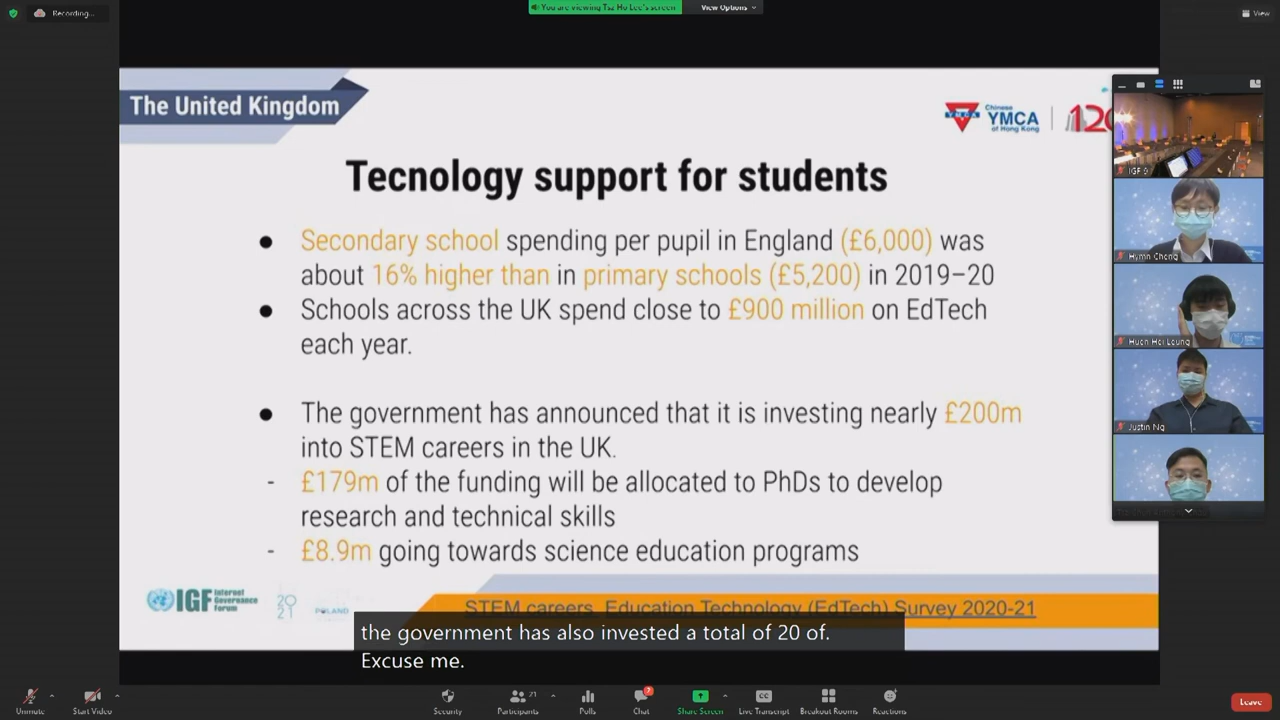 Recording...
You are viewing Tsz Ho Lee's screen
View Options
View
The United Kingdom
Chinese
YMCA
of Hong Kong
120
Tecnology support for students
● Secondary school spending per pupil in England (£6,000) was
about 16% higher than in primary schools (£5,200) in 2019–20
● Schools across the UK spend close to £900 million on EdTech
each year.
● The government has announced that it is investing nearly £200m
into STEM careers in the UK.
- £179m of the funding will be allocated to PhDs to develop
research and technical skills
- £8.9m going towards science education programs
IGF 9
Hymn Cheng
Huen Hei Leung
Justin Ng
IGF Internet
Governance
Forum
2021
POLAND
STEM careers, Education Technology (EdTech) Survey 2020-21
the government has also invested a total of 20 of.
Excuse me.
Unmute
Start Video
Security
Participants
21
Polls
Chat
Share Screen
Live Transcript
Breakout Rooms
Reactions
Leave